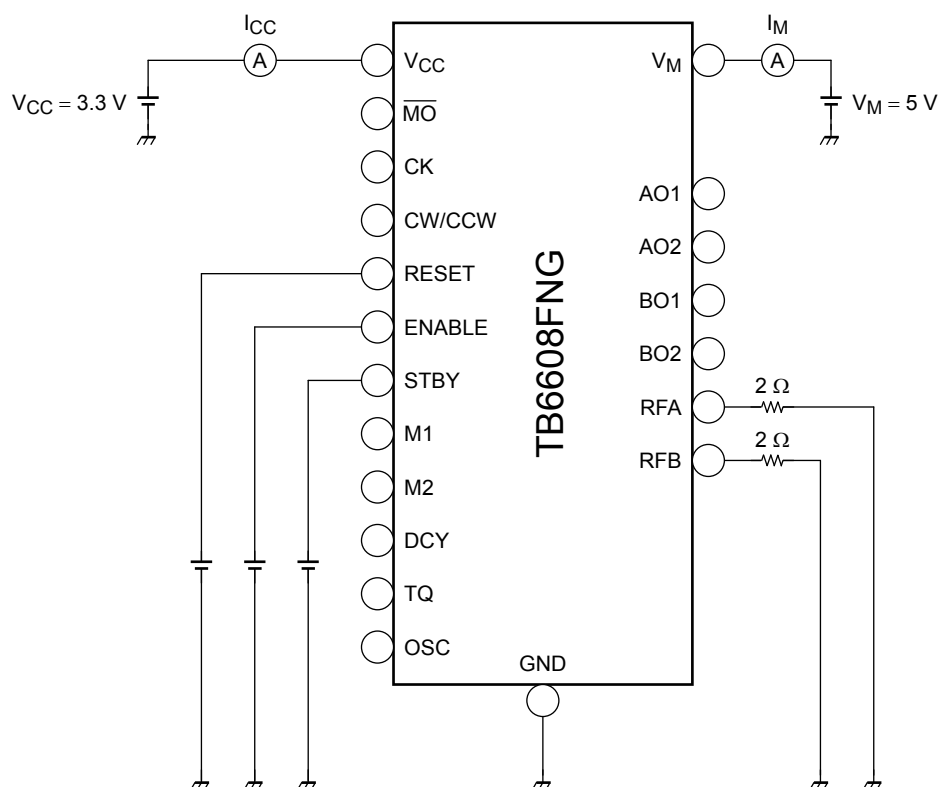 ICC
IM
A
A
VCC
VM
VCC = 3.3 V
VM = 5 V
MO
CK
AO1
CW/CCW
AO2
RESET
BO1
ENABLE
BO2
STBY
RFA
2 Ω
M1
RFB
2 Ω
M2
DCY
TQ
OSC
GND
TB6608FNG